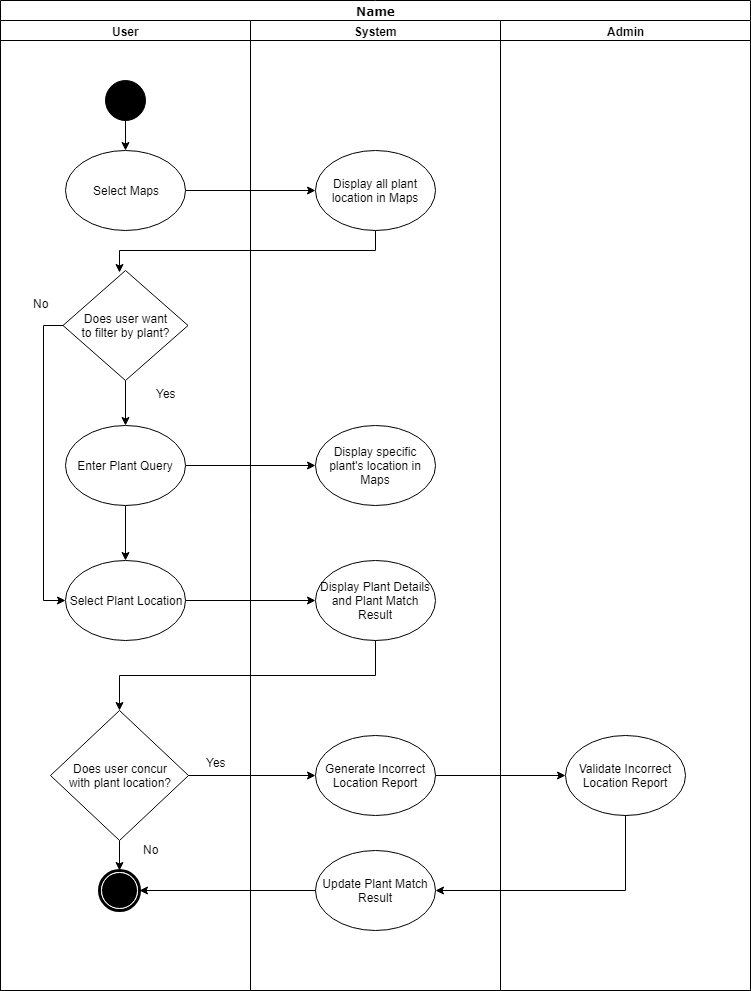 Name
User
System
Admin
Select Maps
Display all plant
location in Maps
No
Does user want
to filter by plant?
Yes
Enter Plant Query
Display specific
plant's location in
Maps
Select Plant Location
Display Plant Details
and Plant Match
Result
Does user concur
with plant location?
Yes
Generate Incorrect
Location Report
Validate Incorrect
Location Report
No
Update Plant Match
Result